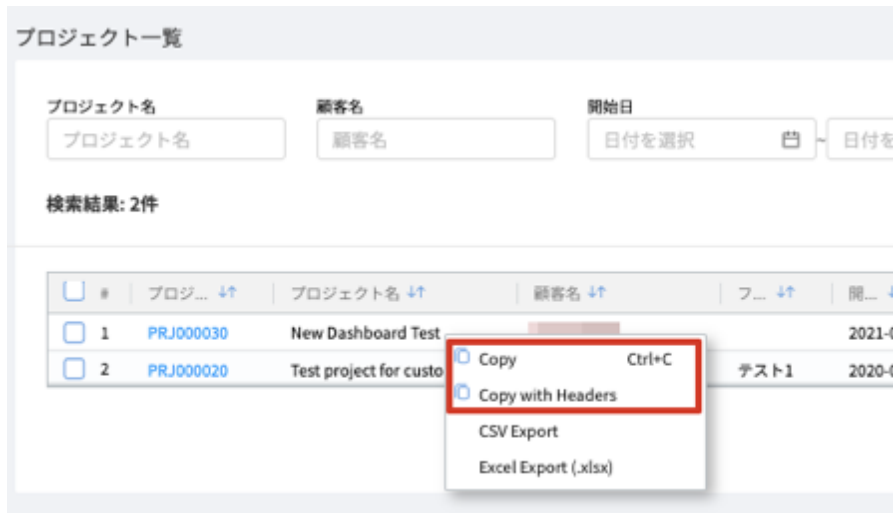 プロジェクト一覧
プロジェクト名 顧客名 開始日
プロジェクト名 顧客名 日付を選択 ~ 日付を
検索結果: 2件
# プロジ... プロジェクト名 顧客名 フ... 開...
1 PRJ000030 New Dashboard Test 2021-0
2 PRJ000020 Test project for custo テスト1 2020-0
Copy Ctrl+C
Copy with Headers
CSV Export
Excel Export (.xlsx)